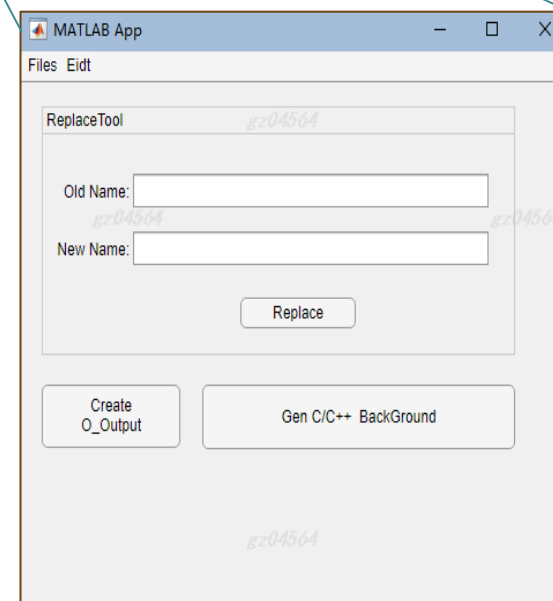 MATLAB App
Files Eidt
ReplaceTool
gz04564
Old Name:
gz04564
gz0456
New Name:
Replace
Create
O_Output
Gen C/C++ BackGround
gz04564